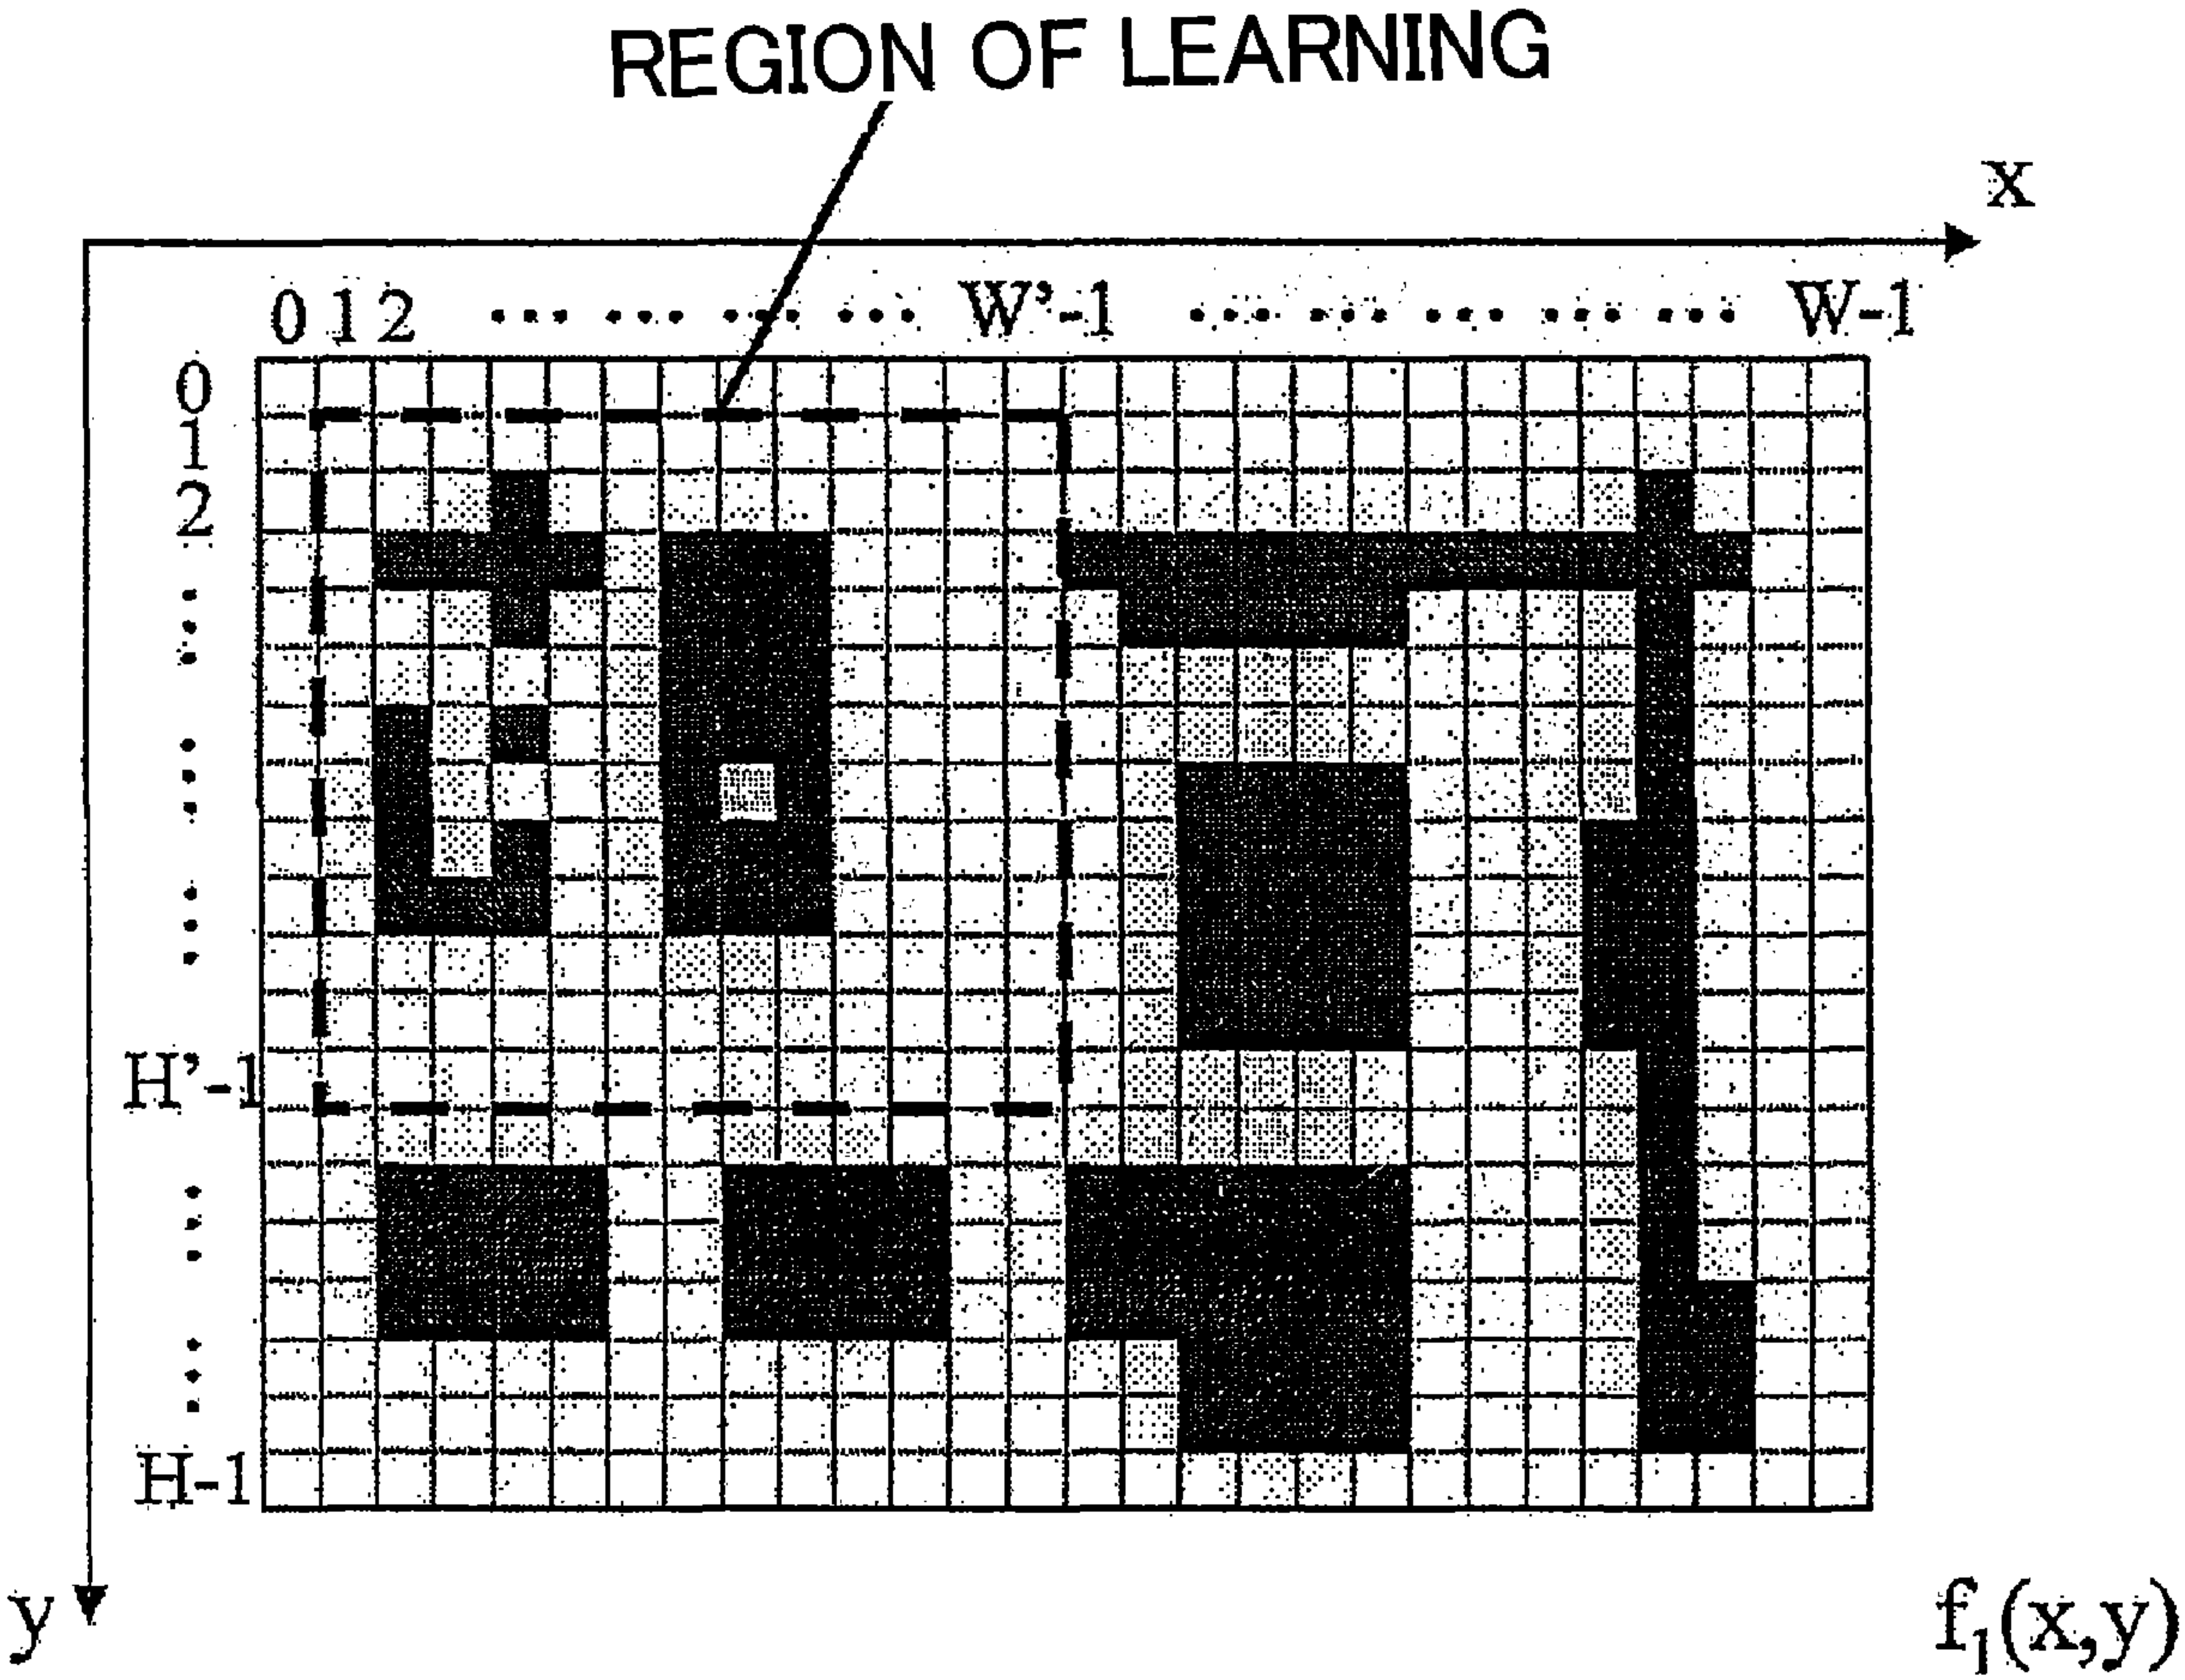 REGION OF LEARNING
x
0 1 2 ... ... ... ... W'-1 ... ... ... ... ... W-1
0
1
2
H'-1
H-1
y
f₁(x,y)